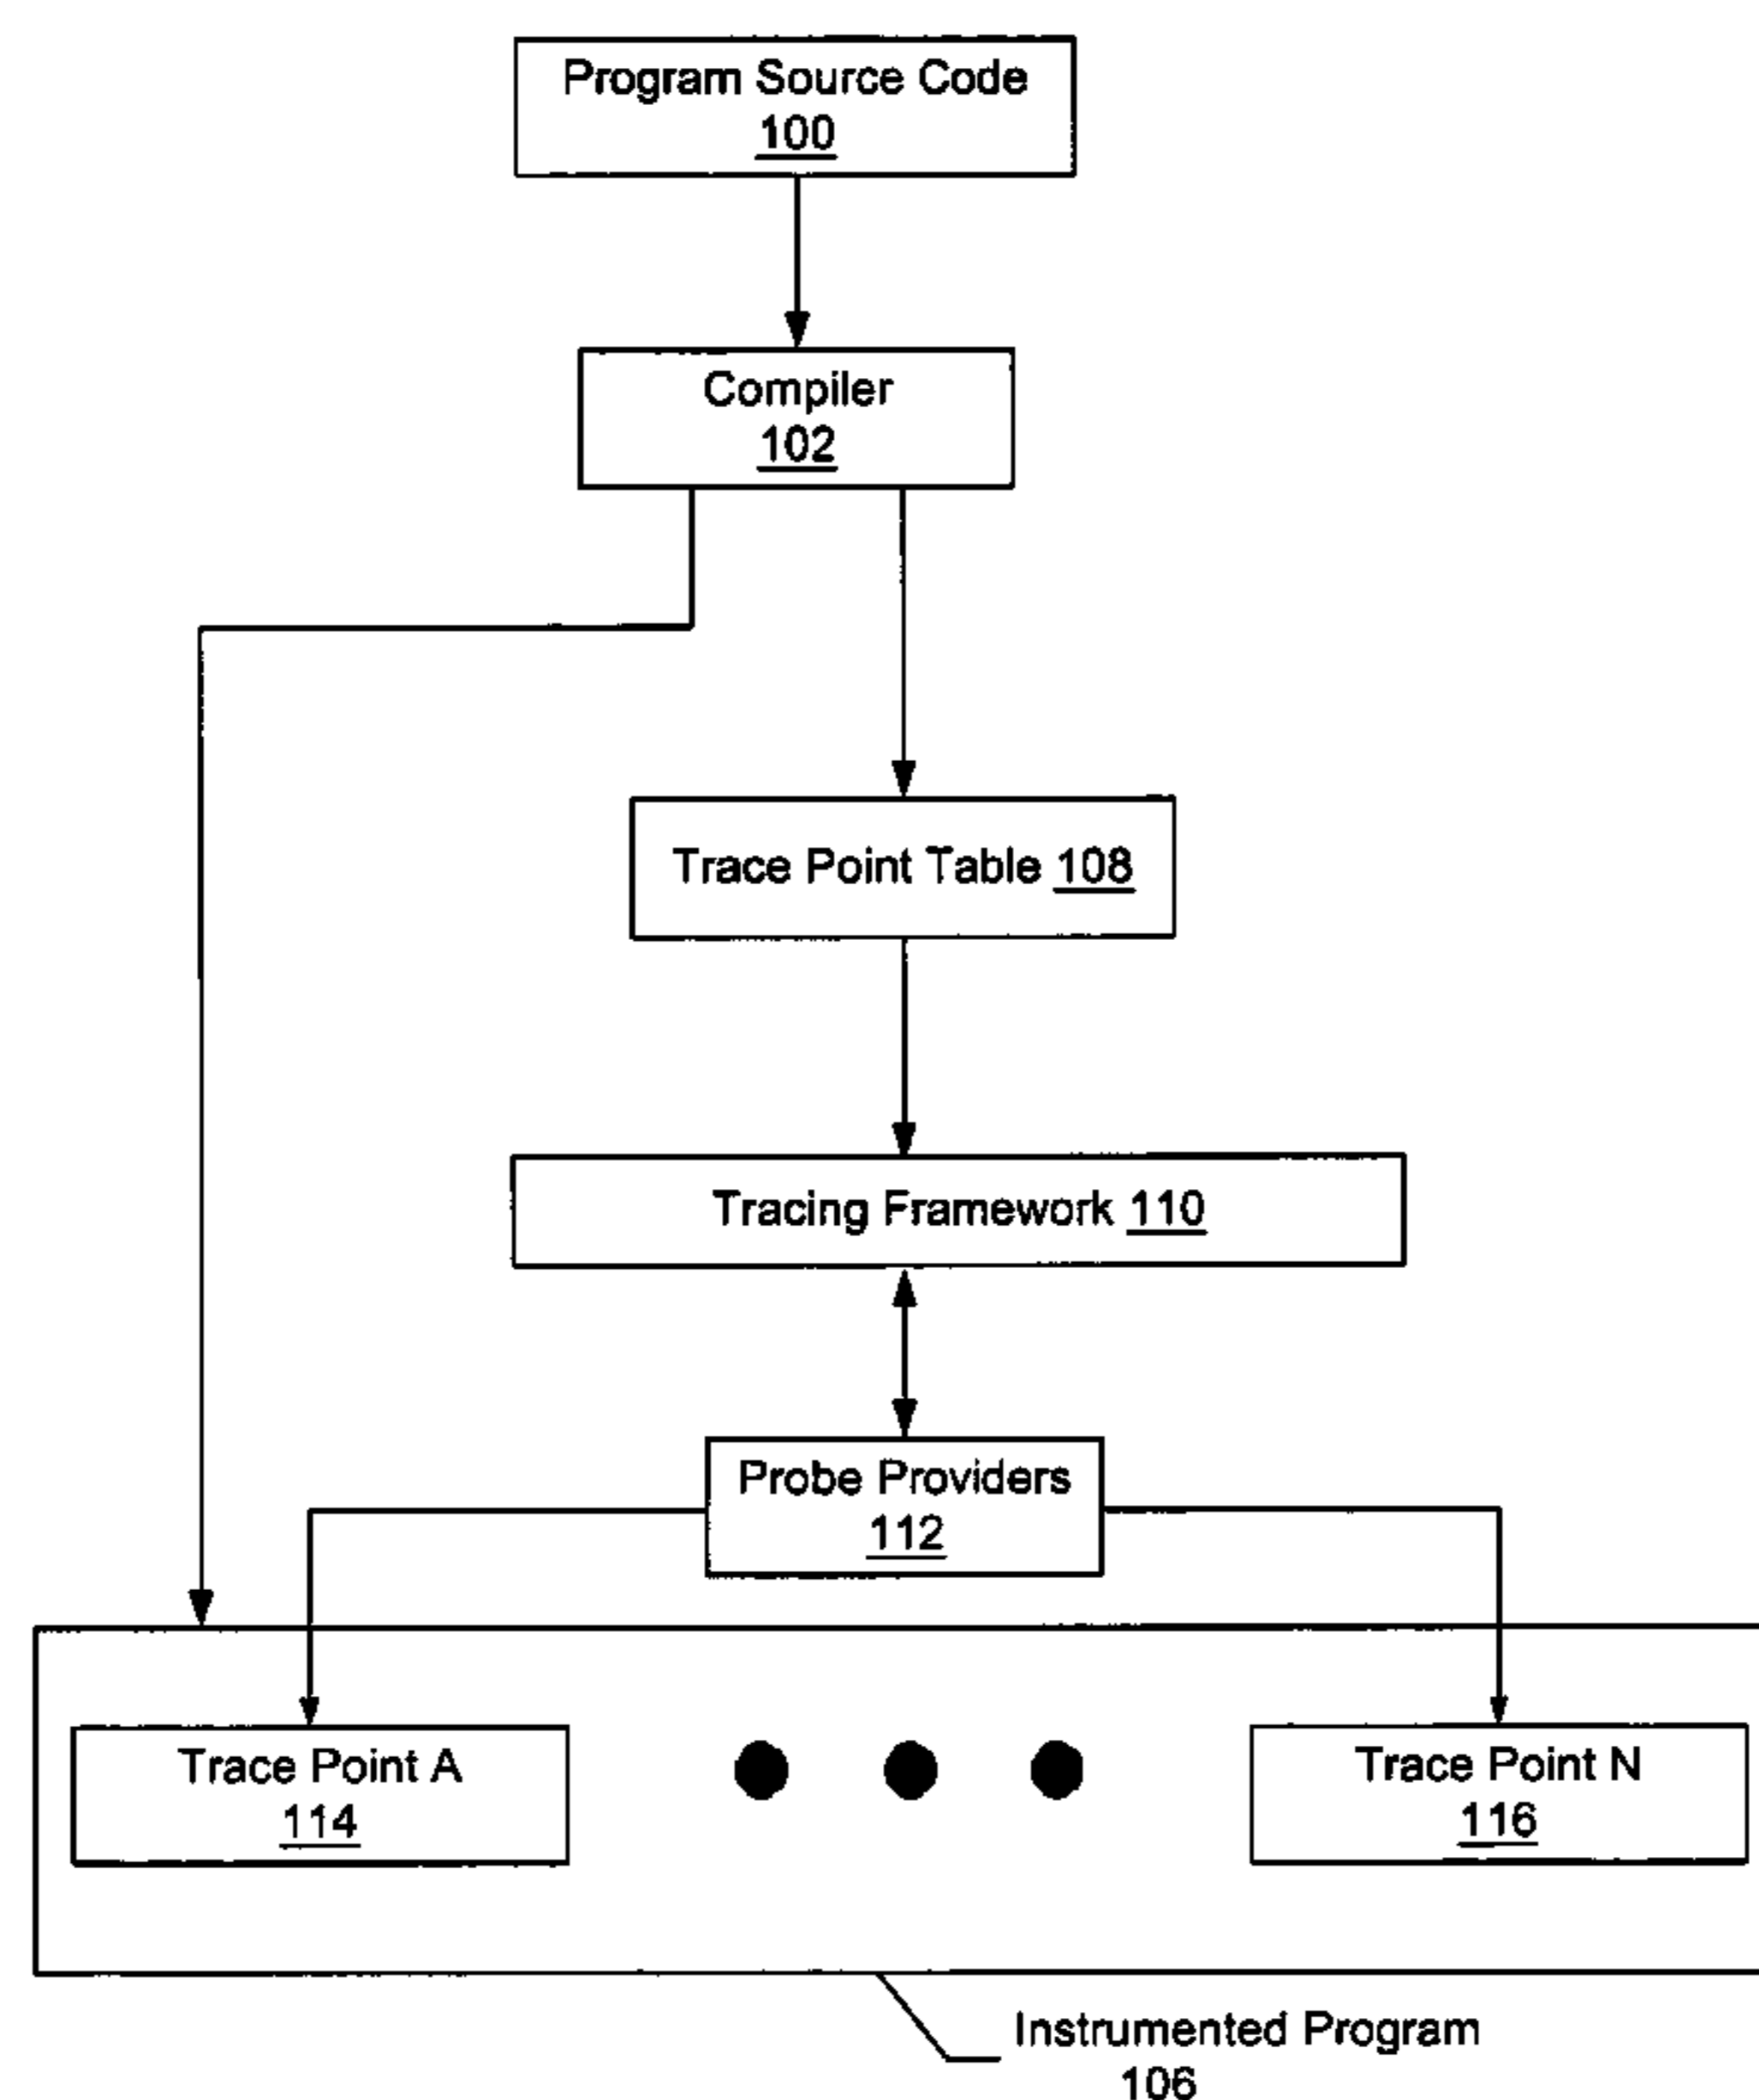 Program Source Code
100
Compiler
102
Trace Point Table 108
Tracing Framework 110
Probe Providers
112
Trace Point A
114
Trace Point N
116
Instrumented Program
106